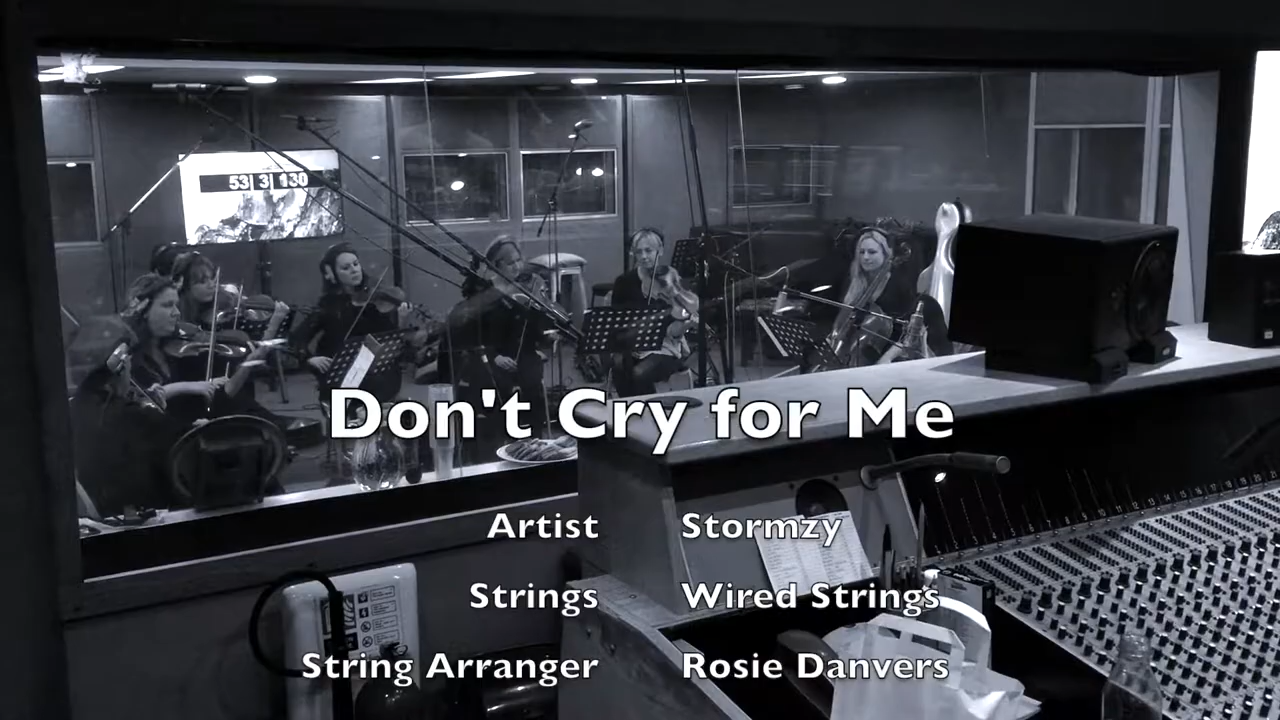 53| 3| 130
Don't Cry for Me
Artist Stormzy
Strings Wired Strings
String Arranger Rosie Danvers